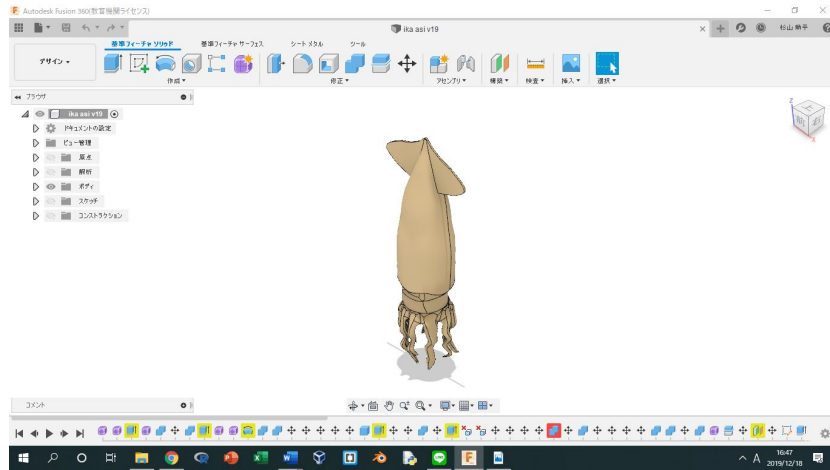 Autodesk Fusion 360(教育機関ライセンス)
ika asi v19
杉山 暁平
デザイン
基準フィーチャ ソリッド
基準フィーチャ サーフェス
シート メタル
ツール
作成
修正
アセンブリ
構築
検査
挿入
選択
ブラウザ
ika asi v19
ドキュメントの設定
ビュー管理
原点
解析
ボディ
スケッチ
コンストラクション
Z
X
コメント
A
16:47
2019/12/18